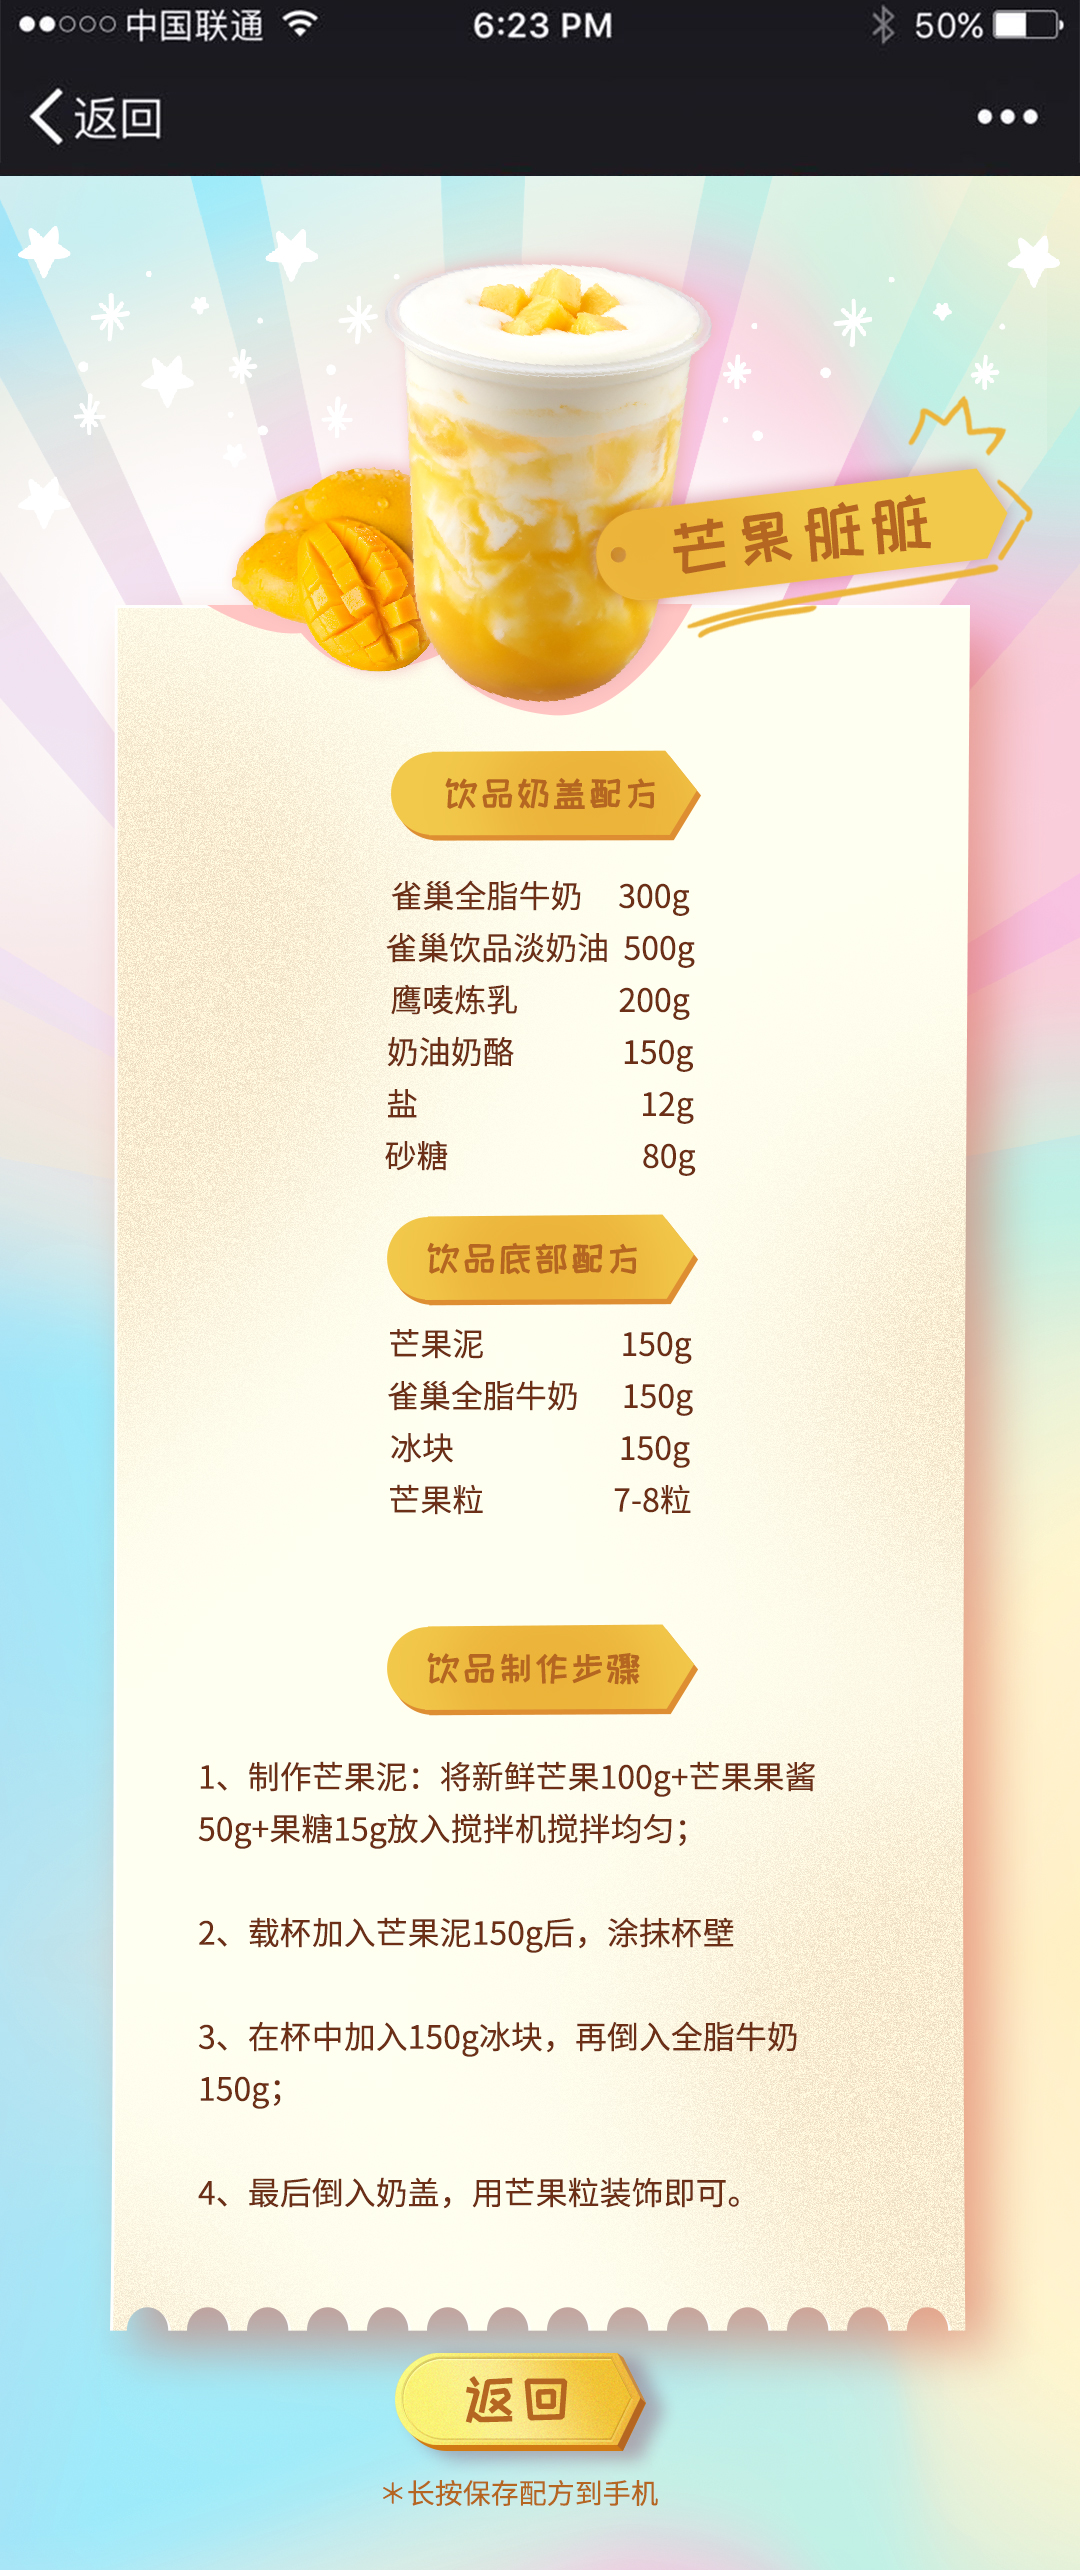 中国联通
6:23 PM
50%
返回
芒果脏脏
饮品奶盖配方
雀巢全脂牛奶 300g
雀巢饮品淡奶油 500g
鹰唛炼乳 200g
奶油奶酪 150g
盐 12g
砂糖 80g
饮品底部配方
芒果泥 150g
雀巢全脂牛奶 150g
冰块 150g
芒果粒 7-8粒
饮品制作步骤
1、制作芒果泥：将新鲜芒果100g+芒果果酱
50g+果糖15g放入搅拌机搅拌均匀；
2、载杯加入芒果泥150g后，涂抹杯壁
3、在杯中加入150g冰块，再倒入全脂牛奶
150g；
4、最后倒入奶盖，用芒果粒装饰即可。
返回
＊长按保存配方到手机